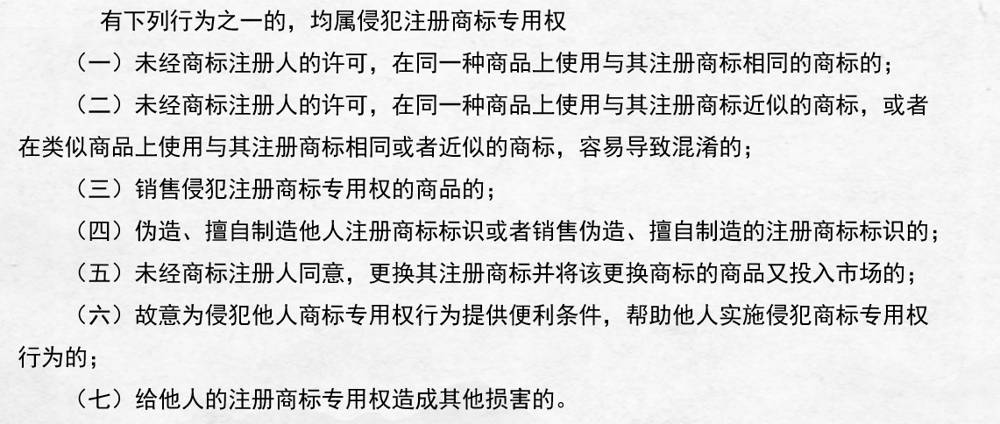 有下列行为之一的，均属侵犯注册商标专用权
（一）未经商标注册人的许可，在同一种商品上使用与其注册商标相同的商标的；
（二）未经商标注册人的许可，在同一种商品上使用与其注册商标近似的商标，或者
在类似商品上使用与其注册商标相同或者近似的商标，容易导致混淆的；
（三）销售侵犯注册商标专用权的商品的；
（四）伪造、擅自制造他人注册商标标识或者销售伪造、擅自制造的注册商标标识的；
（五）未经商标注册人同意，更换其注册商标并将该更换商标的商品又投入市场的；
（六）故意为侵犯他人商标专用权行为提供便利条件，帮助他人实施侵犯商标专用权
行为的；
（七）给他人的注册商标专用权造成其他损害的。